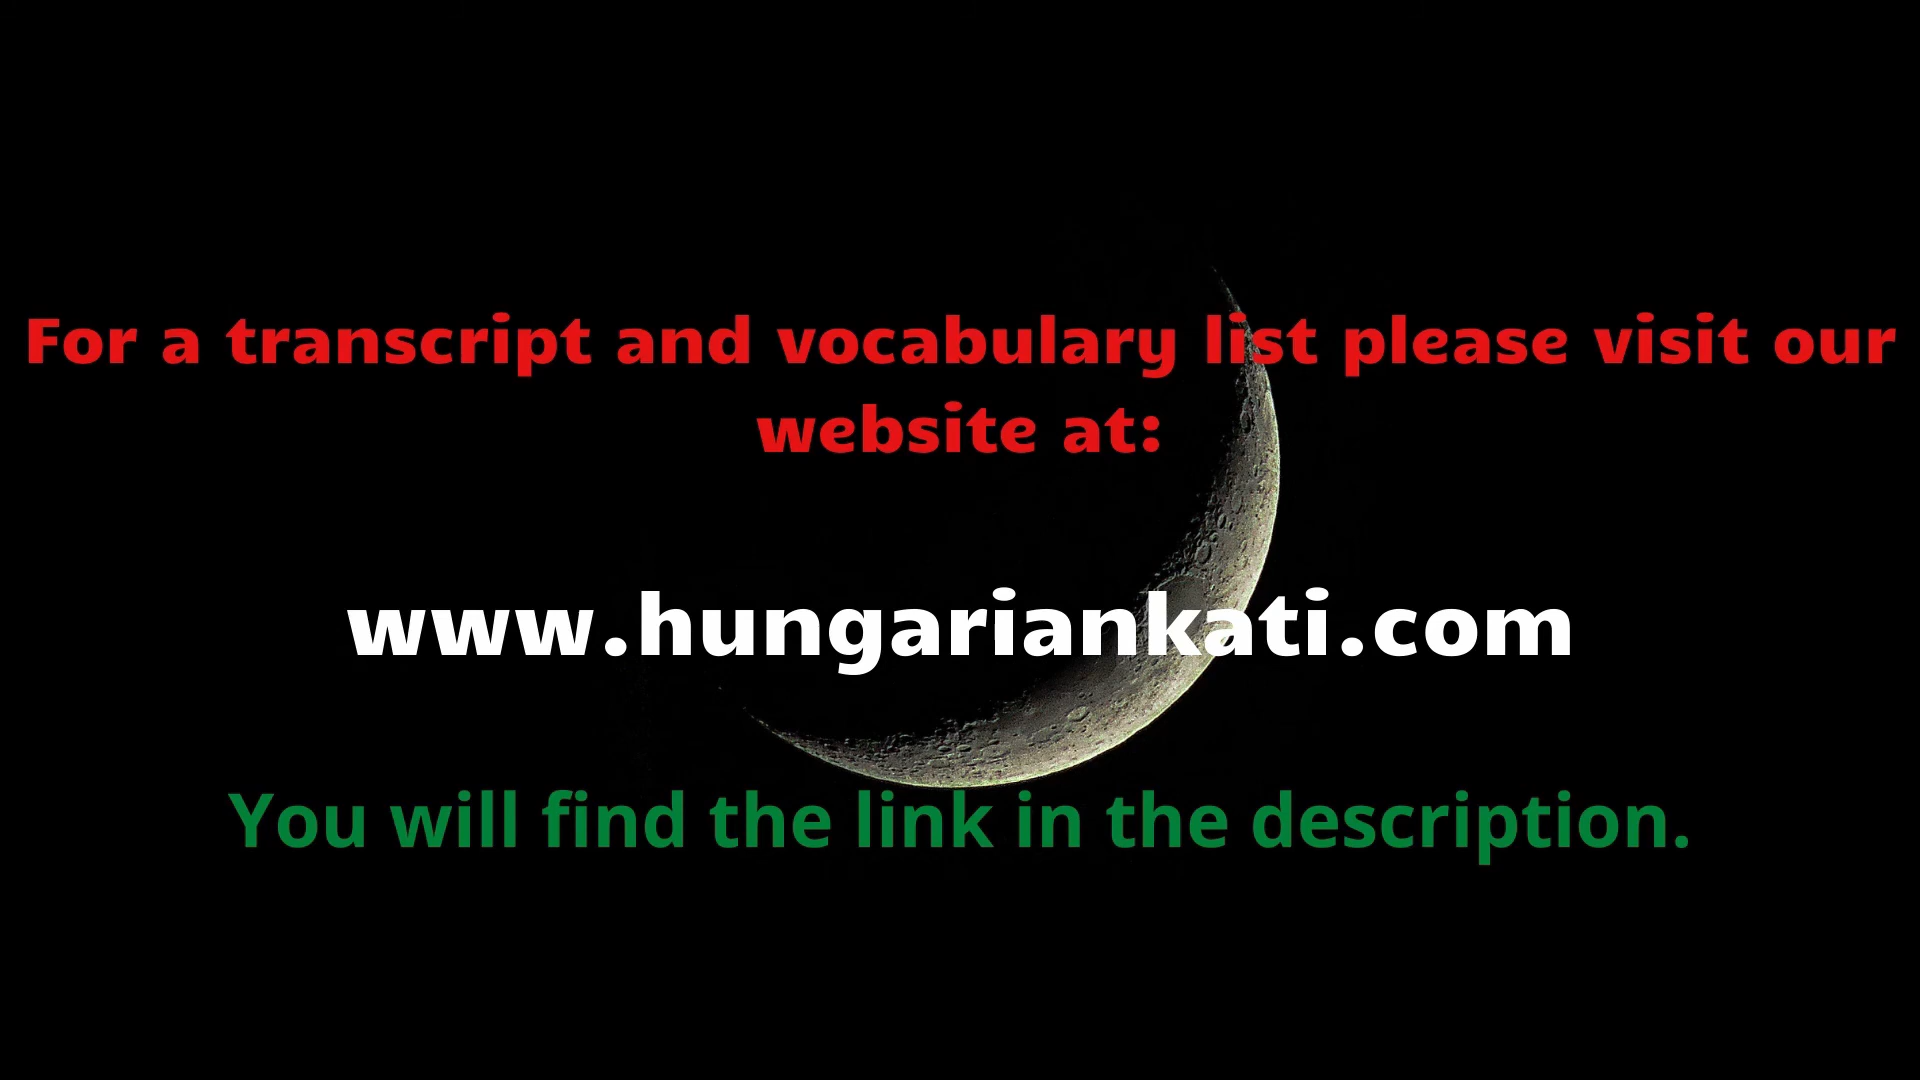 For a transcript and vocabulary list please visit our
website at:
www.hungariankati.com
You will find the link in the description.